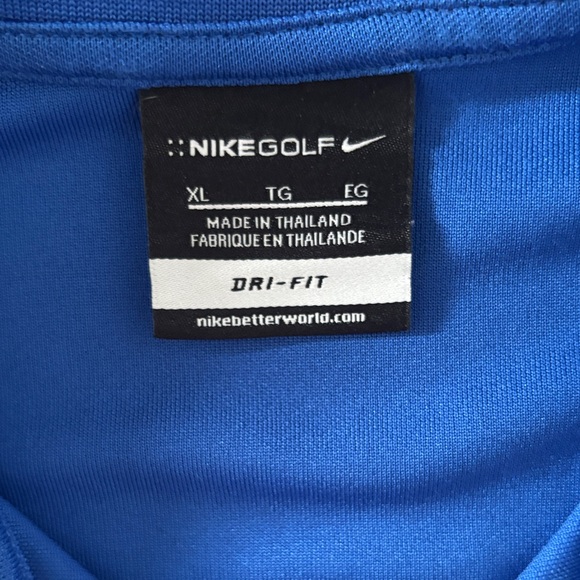 NIKEGOLF
XL TG EG
MADE IN THAILAND
FABRIQUE EN THAILANDE
DRI-FIT
nikebetterworld.com